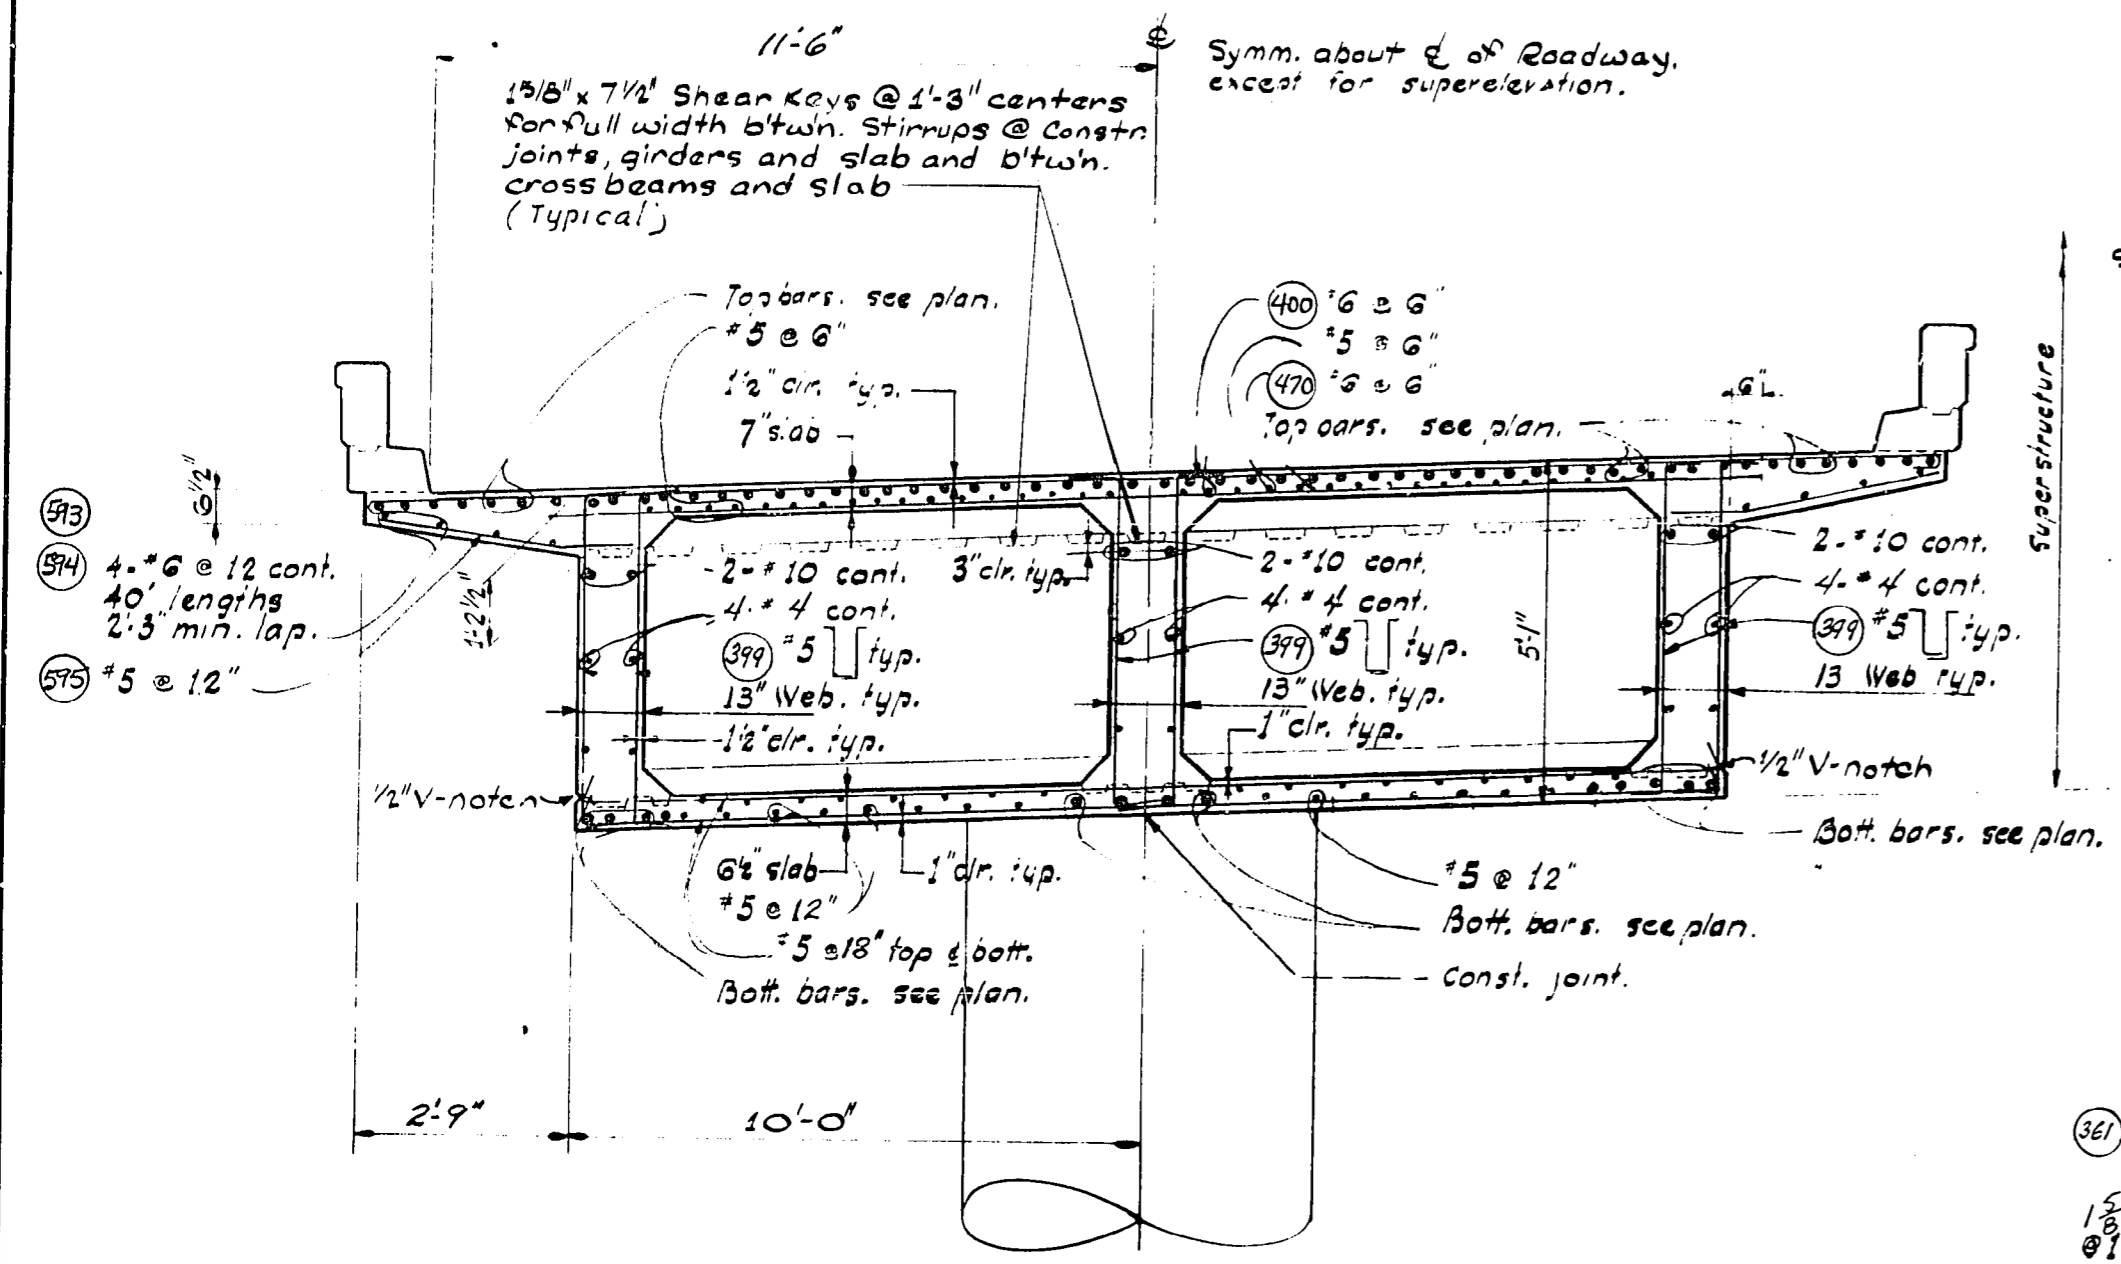 11'-6"
℄ Symm. about ℄ of Roadway.
except for superelevation.
1 5/8" x 7 1/2" Shear Keys @ 1'-3" centers
for full width b'tw'n. Stirrups @ Constr.
joints, girders and slab and b'tw'n.
cross beams and slab
(Typical)
Top bars. see plan.
#5 @ 6"
1 1/2" clr. typ.
7" slab
400 #6 @ 6"
#5 @ 6"
470 #6 @ 6"
Top bars. see plan.
6"
Superstructure
6 1/2"
593
594 4-#6 @ 12 cont.
40' lengths
2'-3" min. lap.
595 #5 @ 12"
1'-2 1/2"
2-#10 cont.
4-#4 cont.
399 #5 typ.
13" Web. typ.
1 1/2" clr. typ.
3" clr. typ.
2-#10 cont.
4-#4 cont.
399 #5 typ.
13" Web. typ.
1" clr. typ.
5'-1"
2-#10 cont.
4-#4 cont.
399 #5 typ.
13 Web typ.
1/2" V-notch
1/2" V-notch
6 1/2" slab
1" clr. typ.
#5 @ 12"
#5 @ 18" top & bott.
Bott. bars. see plan.
Bott. bars. see plan.
#5 @ 12"
Bott. bars. see plan.
Const. joint.
2'-9"
10'-0"
361
1 5/8
@ 1